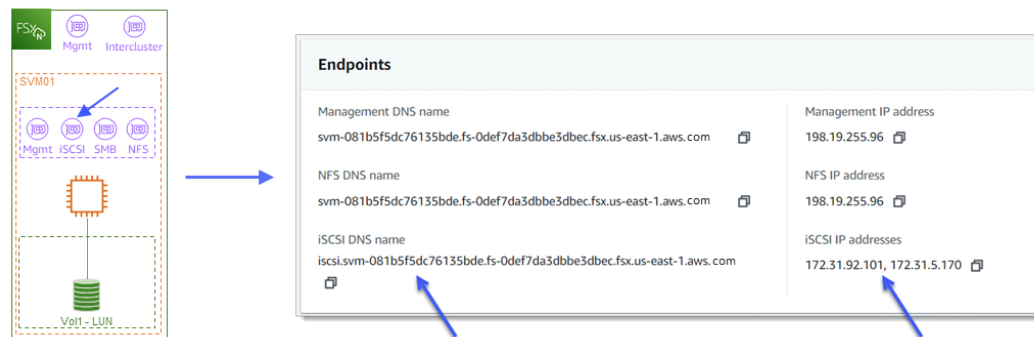 FSxN
Mgmt
Intercluster
SVM01
Mgmt iSCSI SMB NFS
Vol1 - LUN
Endpoints
Management DNS name
svm-081b5f5dc76135bde.fs-0def7da3dbbe3dbec.fsx.us-east-1.aws.com
NFS DNS name
svm-081b5f5dc76135bde.fs-0def7da3dbbe3dbec.fsx.us-east-1.aws.com
iSCSI DNS name
iscsi.svm-081b5f5dc76135bde.fs-0def7da3dbbe3dbec.fsx.us-east-1.aws.com
Management IP address
198.19.255.96
NFS IP address
198.19.255.96
iSCSI IP addresses
172.31.92.101, 172.31.5.170